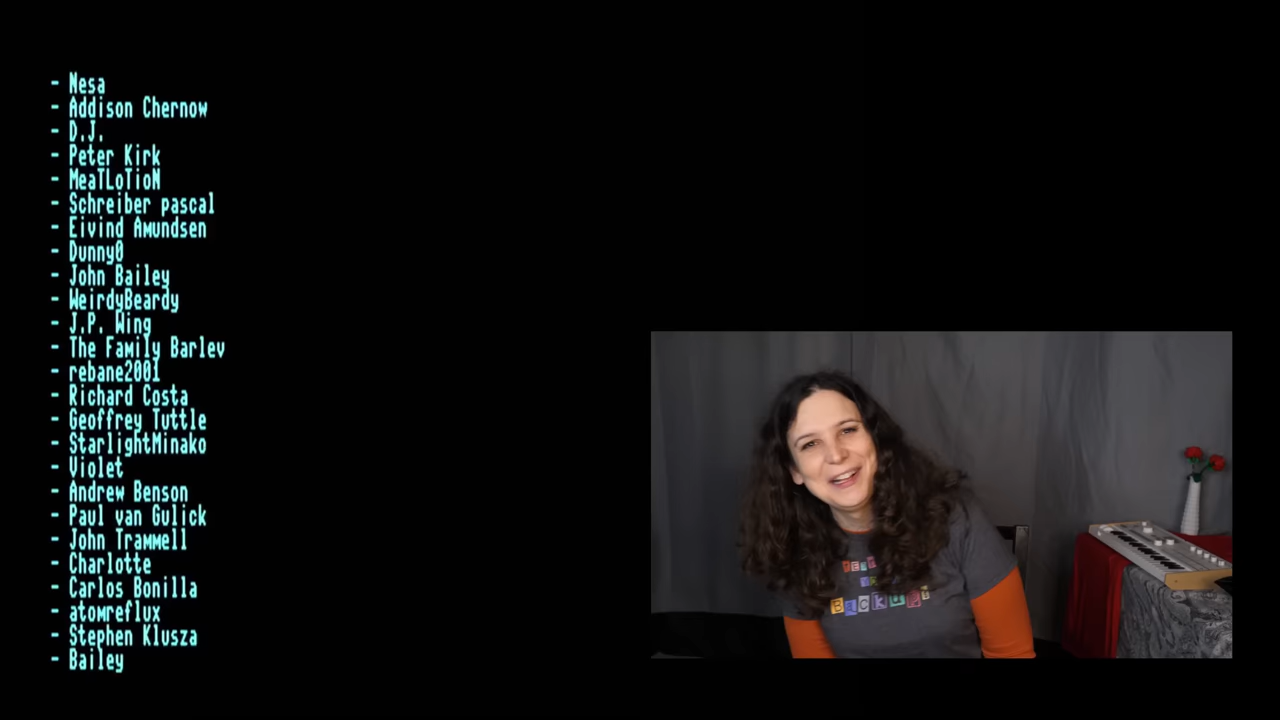 - Nesa
- Addison Chernow
- D.J.
- Peter Kirk
- MeaTLoTioN
- Schreiber pascal
- Eivind Amundsen
- Dunny0
- John Bailey
- WeirdyBeardy
- J.P. Wing
- The Family Barlev
- rebane2001
- Richard Costa
- Geoffrey Tuttle
- StarlightMinako
- Violet
- Andrew Benson
- Paul van Gulick
- John Trammell
- Charlotte
- Carlos Bonilla
- atomreflux
- Stephen Klusza
- Bailey
BACKUPS